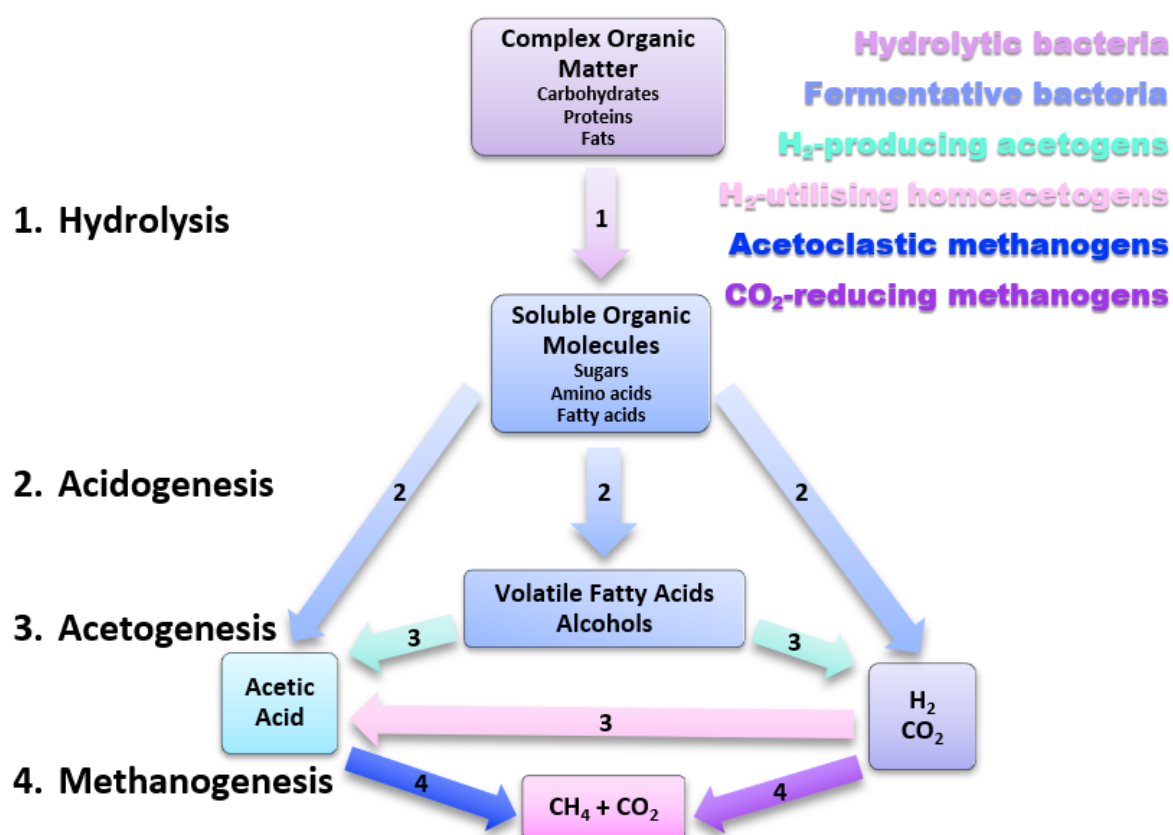 Complex Organic
Matter
Carbohydrates
Proteins
Fats
Hydrolytic bacteria
Fermentative bacteria
H₂-producing acetogens
H₂-utilising homoacetogens
Acetoclastic methanogens
CO₂-reducing methanogens
1. Hydrolysis
1
Soluble Organic
Molecules
Sugars
Amino acids
Fatty acids
2. Acidogenesis
2
2
2
3. Acetogenesis
Volatile Fatty Acids
Alcohols
3
3
Acetic
Acid
H₂
CO₂
3
4. Methanogenesis
4
4
CH₄ + CO₂